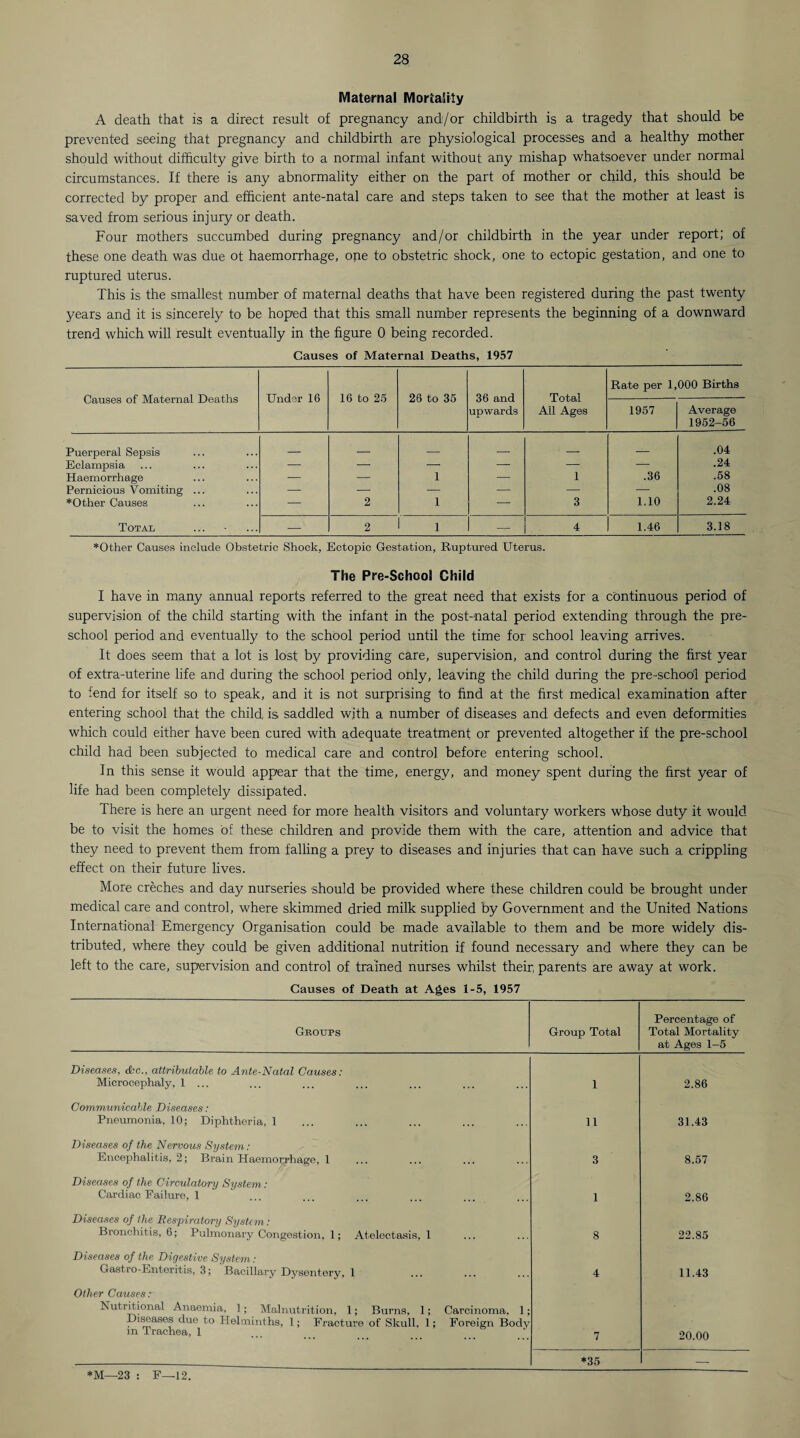 28
Maternal Mortality
A death that is a direct result of pregnancy and/or childbirth is a tragedy that should be
prevented seeing that pregnancy and childbirth are physiological processes and a healthy mother
should without difficulty give birth to a normal infant without any mishap whatsoever under normal
circumstances. If there is any abnormality either on the part of mother or child, this should be
corrected by proper and efficient ante-natal care and steps taken to see that the mother at least is
saved from serious injury or death.
Four mothers succumbed during pregnancy and/or childbirth in the year under report; of
these one death was due ot haemorrhage, one to obstetric shock, one to ectopic gestation, and one to
ruptured uterus.
This is the smallest number of maternal deaths that have been registered during the past twenty
years and it is sincerely to be hoped that this small number represents the beginning of a downward
trend which will result eventually in the figure 0 being recorded.
Causes of Maternal Deaths, 1957
Causes of Maternal Deaths | Under 16 | 16 to 25 | 26 to 35 | 36 and upwards | Total All Ages | Rate per 1,000 Births
1957 | Average 1952–56
Puerperal Sepsis ... ... — — — — — — .04
Eclampsia ... ... ... — — — — — — .24
Haemorrhage ... ... — — 1 — 1 .36 .58
Pernicious Vomiting ... ... — — — — — — .08
*Other Causes ... ... — 2 1 — 3 1.10 2.24
Total ... ... — 2 1 — 4 1.46 3.18
*Other Causes include Obstetric Shock, Ectopic Gestation, Ruptured Uterus.
The Pre-School Child
I have in many annual reports referred to the great need that exists for a continuous period of
supervision of the child starting with the infant in the post-natal period extending through the pre-
school period and eventually to the school period until the time for school leaving arrives.
It does seem that a lot is lost by providing care, supervision, and control during the first year
of extra-uterine life and during the school period only, leaving the child during the pre-school period
to fend for itself so to speak, and it is not surprising to find at the first medical examination after
entering school that the child is saddled with a number of diseases and defects and even deformities
which could either have been cured with adequate treatment or prevented altogether if the pre-school
child had been subjected to medical care and control before entering school.
In this sense it would appear that the time, energy, and money spent during the first year of
life had been completely dissipated.
There is here an urgent need for more health visitors and voluntary workers whose duty it would
be to visit the homes of these children and provide them with the care, attention and advice that
they need to prevent them from falling a prey to diseases and injuries that can have such a crippling
effect on their future lives.
More crèches and day nurseries should be provided where these children could be brought under
medical care and control, where skimmed dried milk supplied by Government and the United Nations
International Emergency Organisation could be made available to them and be more widely dis-
tributed, where they could be given additional nutrition if found necessary and where they can be
left to the care, supervision and control of trained nurses whilst their parents are away at work.
Causes of Death at Ages 1-5, 1957
Groups | Group Total | Percentage of Total Mortality at Ages 1–5
Diseases, &c., attributable to Ante-Natal Causes:
Microcephaly, 1 ... ... ... ... ... ... ... 1 2.86
Communicable Diseases:
Pneumonia, 10; Diphtheria, 1 ... ... ... ... ... 11 31.43
Diseases of the Nervous System:
Encephalitis, 2; Brain Haemorrhage, 1 ... ... ... ... 3 8.57
Diseases of the Circulatory System:
Cardiac Failure, 1 ... ... ... ... ... ... 1 2.86
Diseases of the Respiratory System:
Bronchitis, 6; Pulmonary Congestion, 1; Atelectasis, 1 ... ... 8 22.85
Diseases of the Digestive System:
Gastro-Enteritis, 3; Bacillary Dysentery, 1 ... ... ... 4 11.43
Other Causes:
Nutritional Anaemia, 1; Malnutrition, 1; Burns, 1; Carcinoma, 1;
Diseases due to Helminths, 1; Fracture of Skull, 1; Foreign Body
in Trachea, 1 ... ... ... ... ... ... 7 20.00
*35 —
*M—23 : F—12.